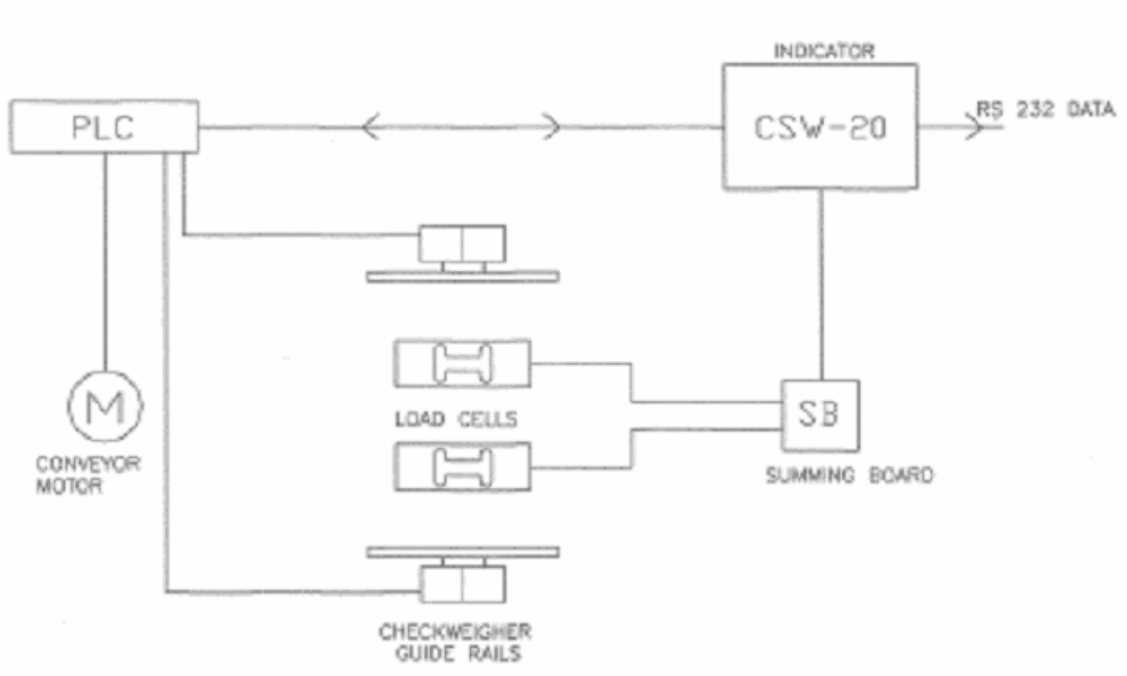 INDICATOR
RS 232 DATA
PLC
CSW-20
LOAD CELLS
SB
CONVEYOR
MOTOR
M
SUMMING BOARD
CHECKWEIGHER
GUIDE RAILS